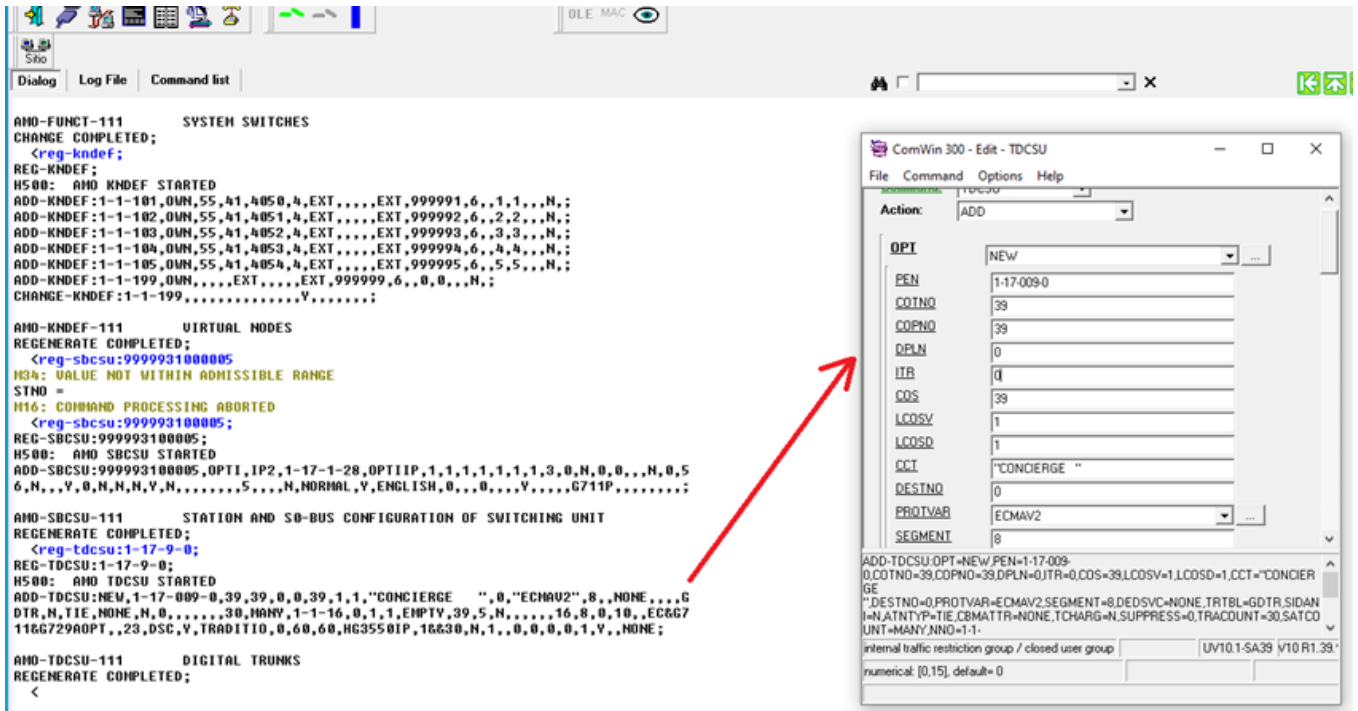 OLE MAC
Sitio
Dialog Log File Command list
AMO-FUNCT-111 SYSTEM SWITCHES
CHANGE COMPLETED;
<reg-kndef;
REG-KNDEF;
H500: AMO KNDEF STARTED
ADD-KNDEF:1-1-101,OWN,55,41,4050,4,EXT,,,,,EXT,999991,6,,1,1,,,N,;
ADD-KNDEF:1-1-102,OWN,55,41,4051,4,EXT,,,,,EXT,999992,6,,2,2,,,N,;
ADD-KNDEF:1-1-103,OWN,55,41,4052,4,EXT,,,,,EXT,999993,6,,3,3,,,N,;
ADD-KNDEF:1-1-104,OWN,55,41,4053,4,EXT,,,,,EXT,999994,6,,4,4,,,N,;
ADD-KNDEF:1-1-105,OWN,55,41,4054,4,EXT,,,,,EXT,999995,6,,5,5,,,N,;
ADD-KNDEF:1-1-199,OWN,,,,,EXT,,,,,EXT,999999,6,,0,0,,,N,;
CHANGE-KNDEF:1-1-199,,,,,,,,,,,,,,,Y,,,,,,,;
AMO-KNDEF-111 VIRTUAL NODES
REGENERATE COMPLETED;
<reg-sbcsu:9999931000005
M34: VALUE NOT WITHIN ADMISSIBLE RANGE
STNO =
M16: COMMAND PROCESSING ABORTED
<reg-sbcsu:999993100005;
REG-SBCSU:999993100005;
H500: AMO SBCSU STARTED
ADD-SBCSU:999993100005,OPTI,IP2,1-17-1-28,OPTIIP,1,1,1,1,1,1,1,3,0,N,0,0,,,N,0,5
6,N,,,Y,0,N,N,N,Y,N,,,,,,,,5,,,,N,NORMAL,Y,ENGLISH,0,,,0,,,,Y,,,,,G711P,,,,,,,,;
AMO-SBCSU-111 STATION AND S0-BUS CONFIGURATION OF SWITCHING UNIT
REGENERATE COMPLETED;
<reg-tdcsu:1-17-9-0;
REG-TDCSU:1-17-9-0;
H500: AMO TDCSU STARTED
ADD-TDCSU:NEW,1-17-009-0,39,39,0,0,39,1,1,"CONCIERGE ",0,"ECMAV2",8,,NONE,,,,G
DTR,N,TIE,NONE,N,0,,,,,,,30,MANY,1-1-16,0,1,1,EMPTY,39,5,N,,,,,,16,8,0,10,,EC&G7
11&G729AOPT,,23,DSC,Y,TRADITIO,0,60,60,HG3550IP,1&&30,N,1,,0,0,0,0,1,Y,,NONE;
AMO-TDCSU-111 DIGITAL TRUNKS
REGENERATE COMPLETED;
<
ComWin 300 - Edit - TDCSU
File Command Options Help
Command: TDCSU
Action: ADD
OPT NEW ...
PEN 1-17-009-0
COTNO 39
COPNO 39
DPLN 0
ITR 0
COS 39
LCOSV 1
LCOSD 1
CCT "CONCIERGE "
DESTNO 0
PROTVAR ECMAV2 ...
SEGMENT 8
ADD-TDCSU:OPT=NEW,PEN=1-17-009-
0,COTNO=39,COPNO=39,DPLN=0,ITR=0,COS=39,LCOSV=1,LCOSD=1,CCT="CONCIER
GE
",DESTNO=0,PROTVAR=ECMAV2,SEGMENT=8,DEDSVC=NONE,TRTBL=GDTR,SIDAN
I=N,ATNTYP=TIE,CBMATTR=NONE,TCHARG=N,SUPPRESS=0,TRACOUNT=30,SATCO
UNT=MANY,NNO=1-1-
internal traffic restriction group / closed user group UV10.1-SA39 V10 R1.39.
numerical: [0,15], default= 0